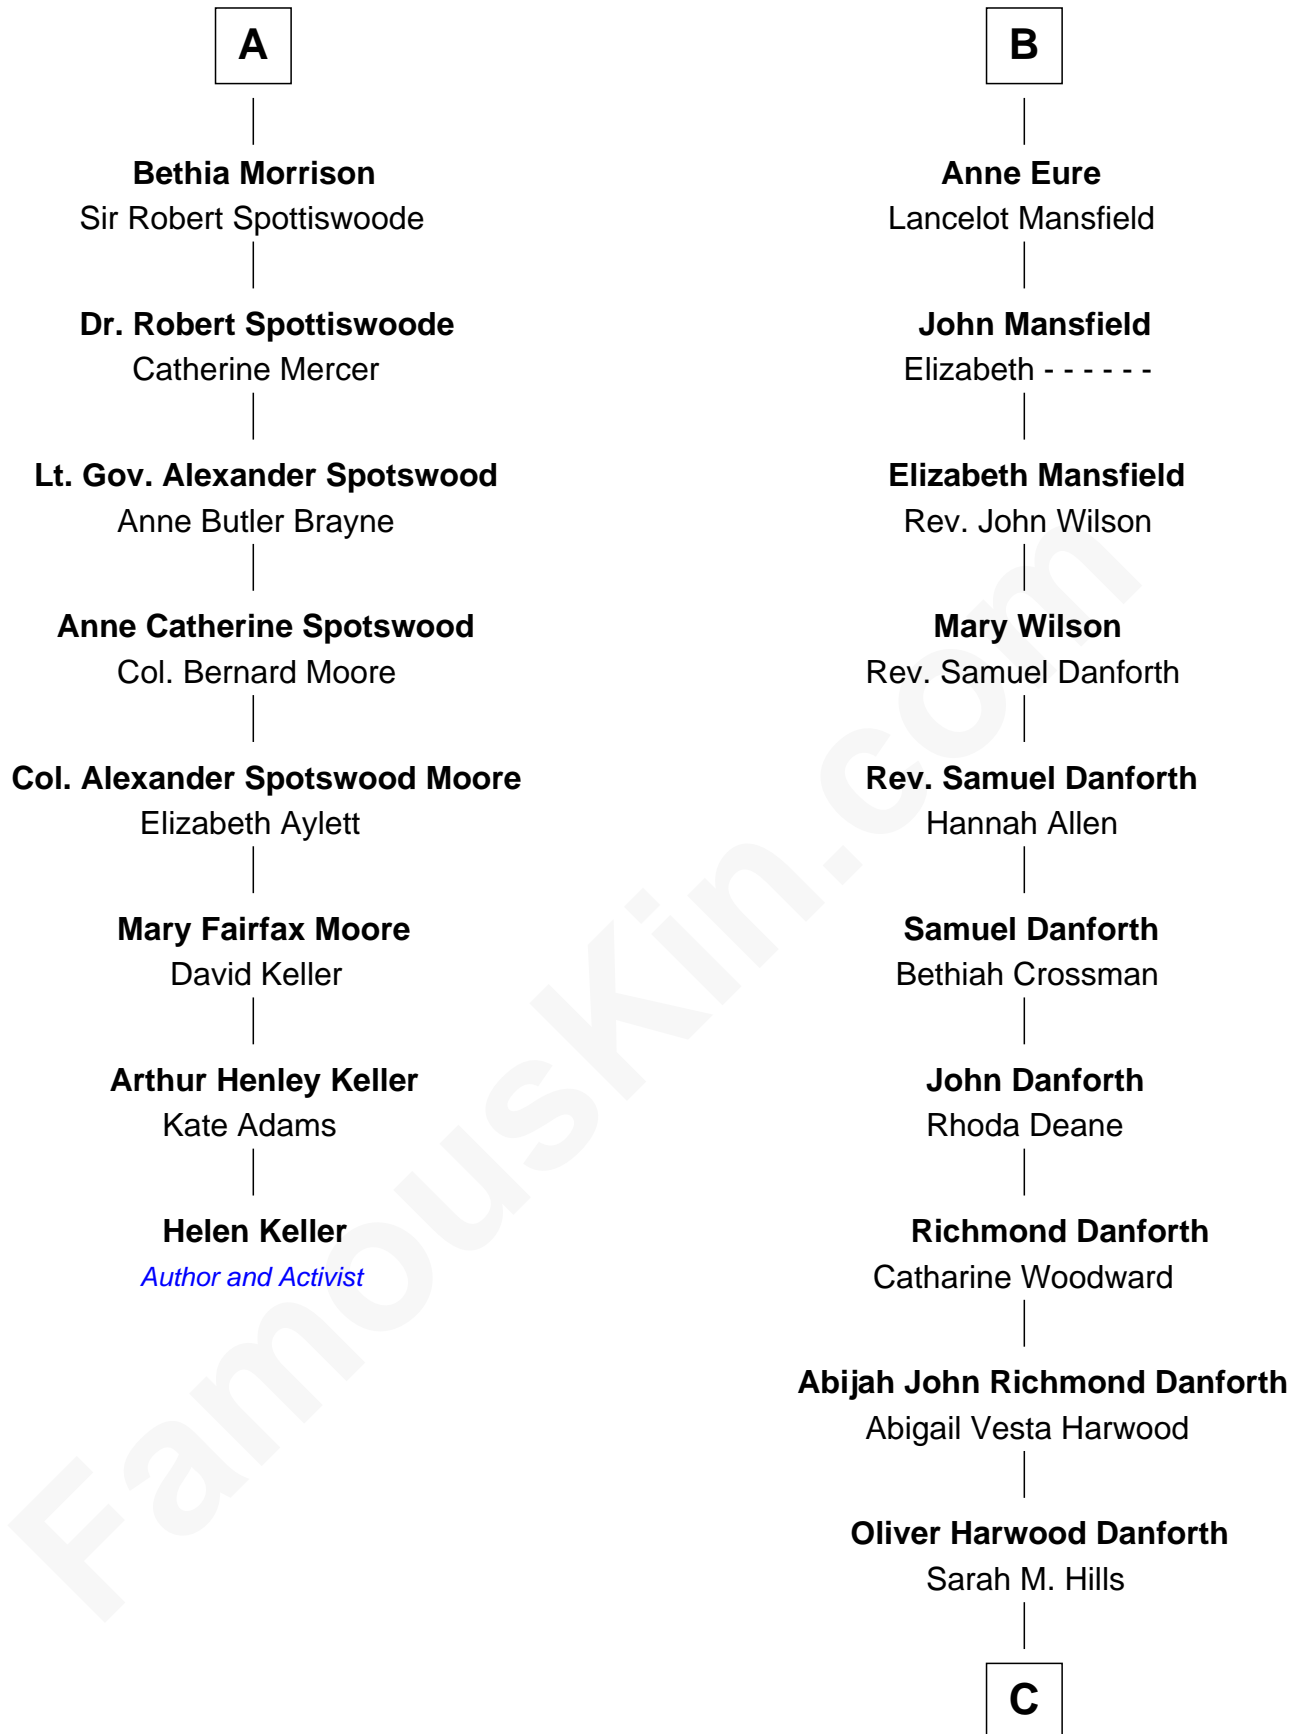 A
Bethia Morrison
Sir Robert Spottiswoode
Dr. Robert Spottiswoode
Catherine Mercer
Lt. Gov. Alexander Spotswood
Anne Butler Brayne
Anne Catherine Spotswood
Col. Bernard Moore
Col. Alexander Spotswood Moore
Elizabeth Aylett
Mary Fairfax Moore
David Keller
Arthur Henley Keller
Kate Adams
Helen Keller
Author and Activist
B
Anne Eure
Lancelot Mansfield
John Mansfield
Elizabeth - - - - - -
Elizabeth Mansfield
Rev. John Wilson
Mary Wilson
Rev. Samuel Danforth
Rev. Samuel Danforth
Hannah Allen
Samuel Danforth
Bethiah Crossman
John Danforth
Rhoda Deane
Richmond Danforth
Catharine Woodward
Abijah John Richmond Danforth
Abigail Vesta Harwood
Oliver Harwood Danforth
Sarah M. Hills
C
FamousKin.com